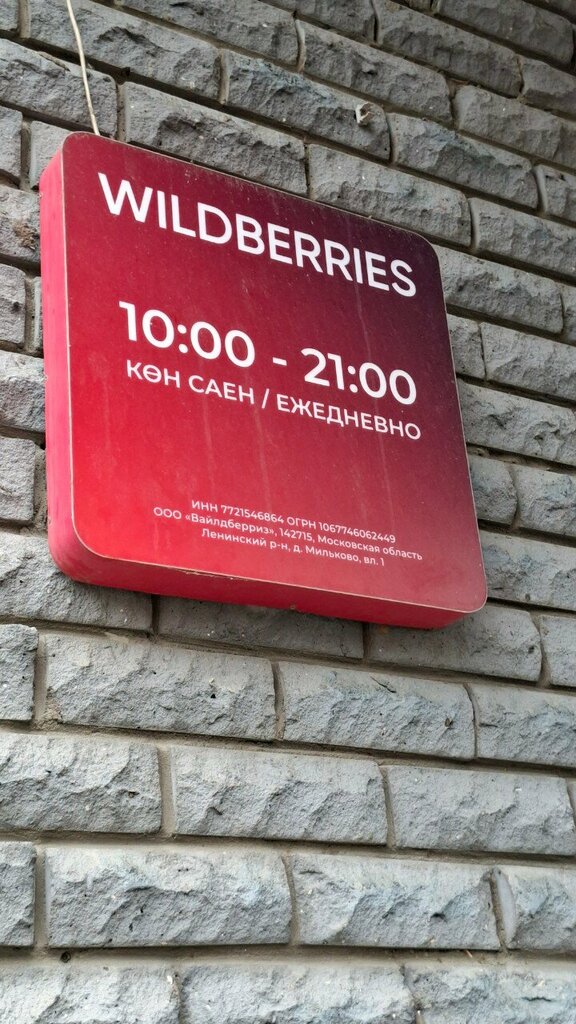 WILDBERRIES
10:00 - 21:00
КӨН САЕН / ЕЖЕДНЕВНО
ИНН 7721546864 ОГРН 1067746062449
ООО «Вайлдберриз», 142715, Московская область
Ленинский р-н, д. Мильково, вл. 1